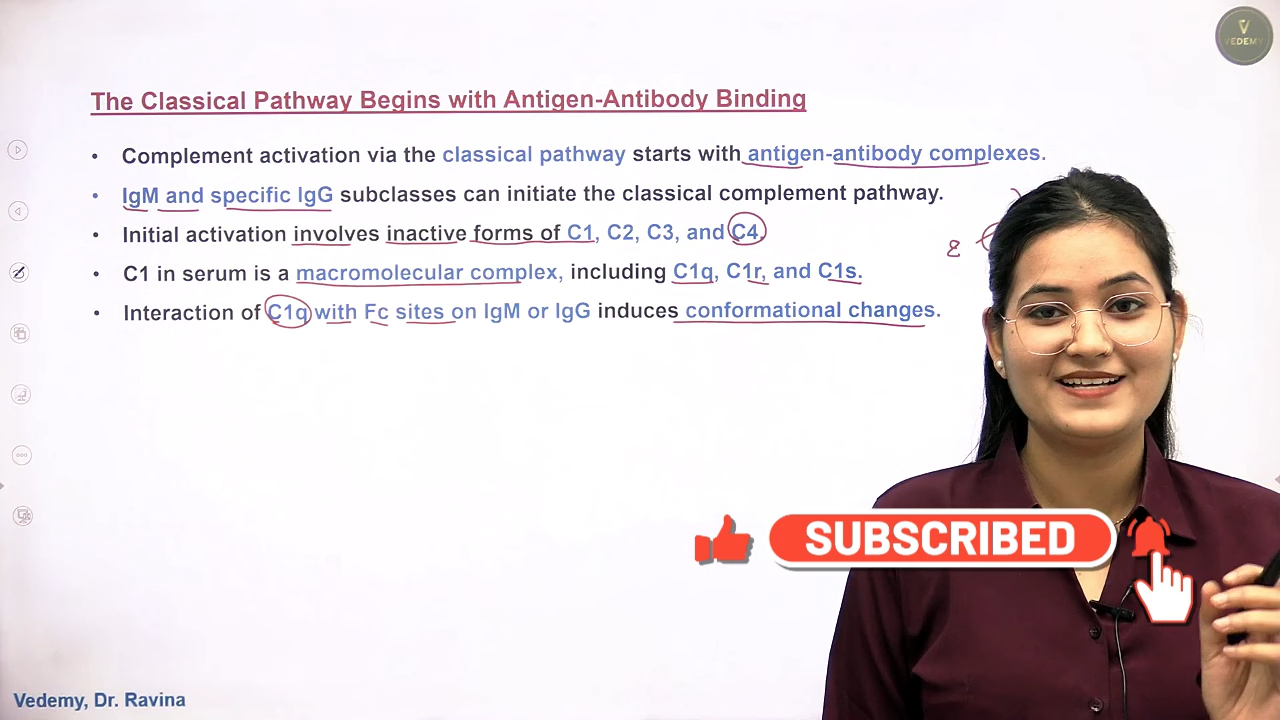 VEDEMY
The Classical Pathway Begins with Antigen-Antibody Binding
• Complement activation via the classical pathway starts with antigen-antibody complexes.
• IgM and specific IgG subclasses can initiate the classical complement pathway.
• Initial activation involves inactive forms of C1, C2, C3, and C4.
• C1 in serum is a macromolecular complex, including C1q, C1r, and C1s.
• Interaction of C1q with Fc sites on IgM or IgG induces conformational changes.
SUBSCRIBED
Vedemy, Dr. Ravina